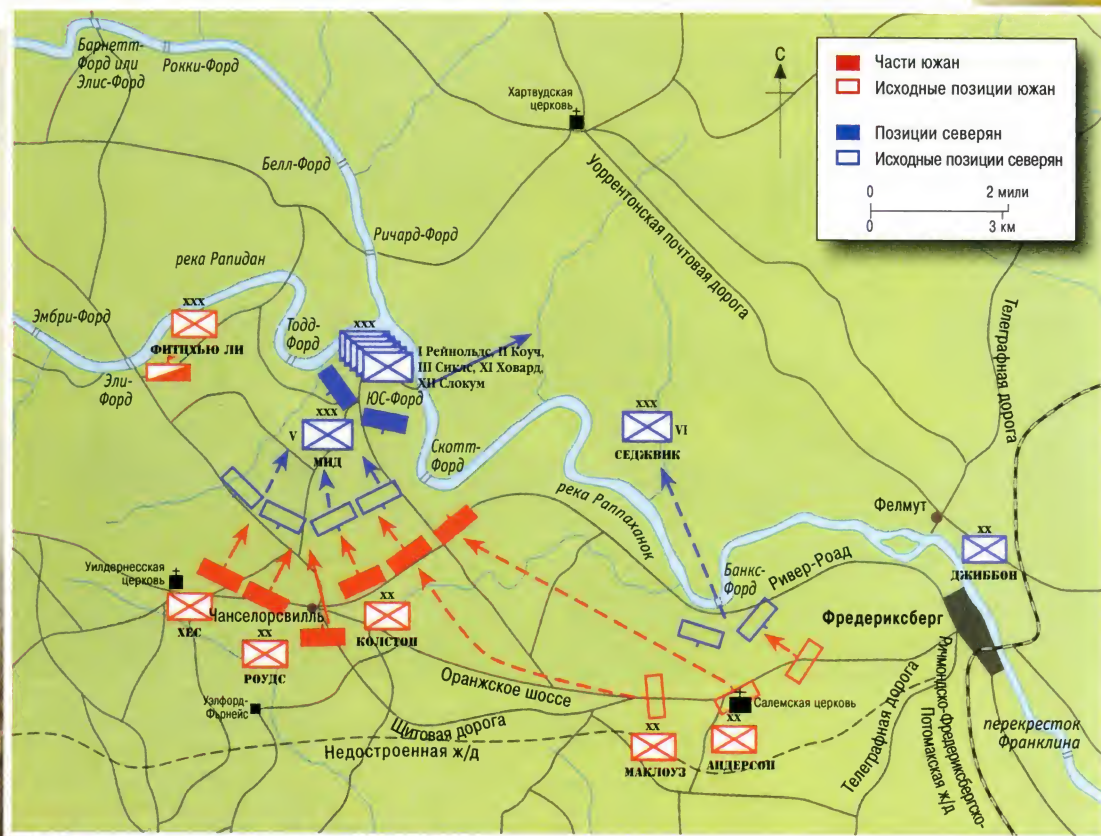 Барнетт-
Форд или
Элис-Форд
Рокки-Форд
Хартвудская
церковь
С
Части южан
Исходные позиции южан
Позиции северян
Исходные позиции северян
0 2 мили
0 3 км
Белл-Форд
Уоррентонская почтовая дорога
Ричард-Форд
река Рапидан
Эмбри-Форд
XXX
ФИТЦХЬЮ ЛИ
Эли-
Форд
Тодд-
Форд
XXX
I Рейнольдс, II Коуч,
III Сиклс, XI Ховард,
XII Слокум
ЮС-Форд
XXX
V
МИД
Скотт-
Форд
XXX
VI
СЕДЖВИК
река Раппаханок
Телеграфная дорога
Фелмут
XX
ДЖИББОН
Банкс-
Форд
Ривер-Роад
Фредериксберг
Уилдернесская
церковь
XX
ХЕС
Чанселорсвилль
XX
РОУДС
XX
КОЛСТОН
Уэлфорд-
Фьрнейс
Оранжское шоссе
Щитовая дорога
Недостроенная ж/д
Салемская церковь
XX
МАКЛОУЗ
XX
АНДЕРСОН
Телеграфная дорога
Ричмондско-Фредериксбергско-
Потомакская ж/д
перекресток
Франклина